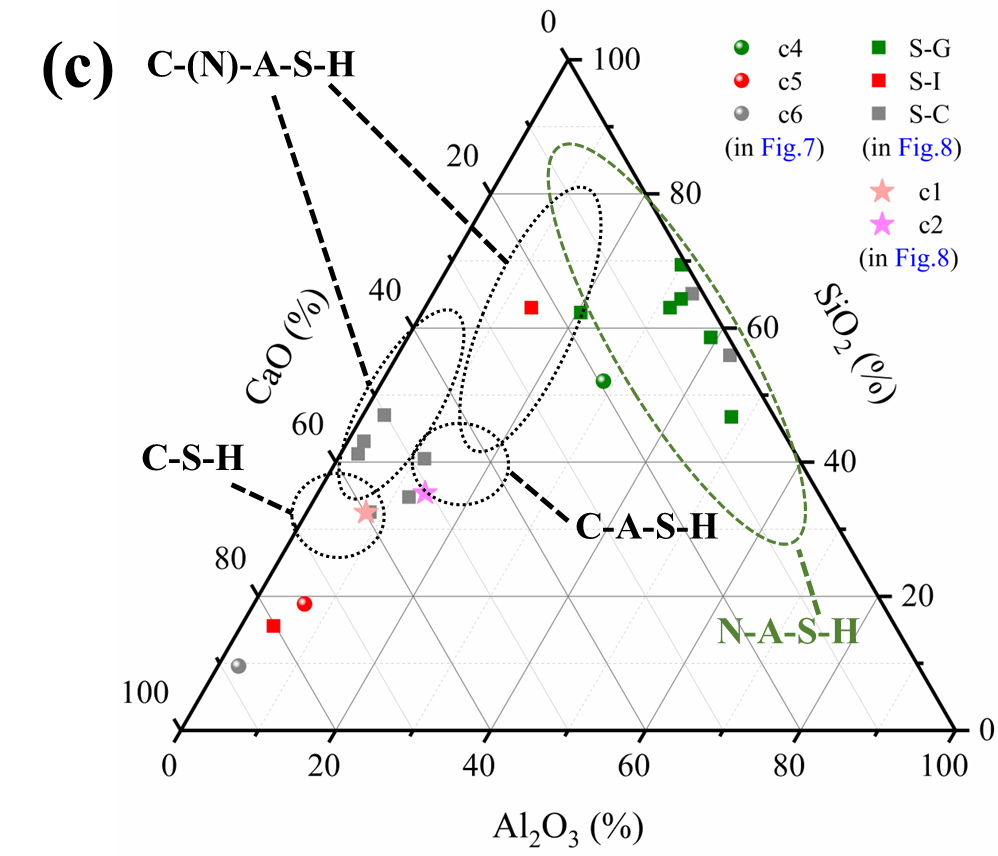 (c)
C-(N)-A-S-H
0
100
c4
S-G
c5
S-I
c6
S-C
(in Fig.7)
(in Fig.8)
c1
c2
(in Fig.8)
20
80
40
60
CaO (%)
SiO₂ (%)
60
40
C-S-H
C-A-S-H
80
20
N-A-S-H
100
0
0
20
40
60
80
100
Al₂O₃ (%)